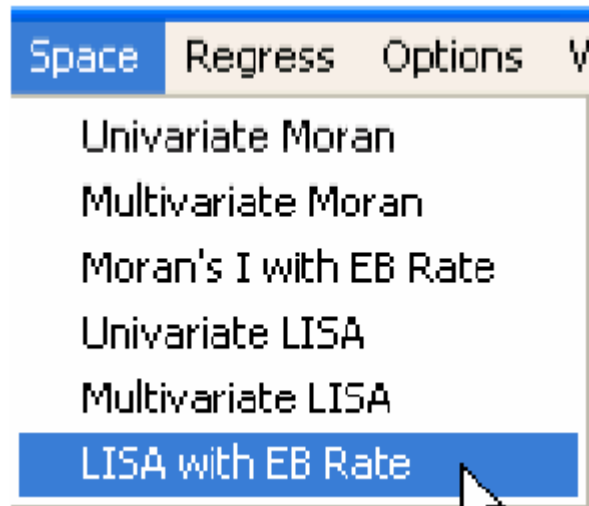 Space Regress Options
Univariate Moran
Multivariate Moran
Moran's I with EB Rate
Univariate LISA
Multivariate LISA
LISA with EB Rate